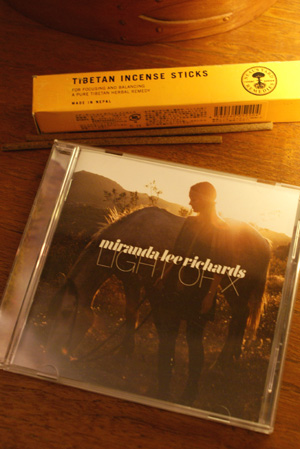 TIBETAN INCENSE STICKS
FOR FOCUSING AND BALANCING
A PURE TIBETAN HERBAL REMEDY
MADE IN NEPAL
miranda lee richards
LIGHT OF X